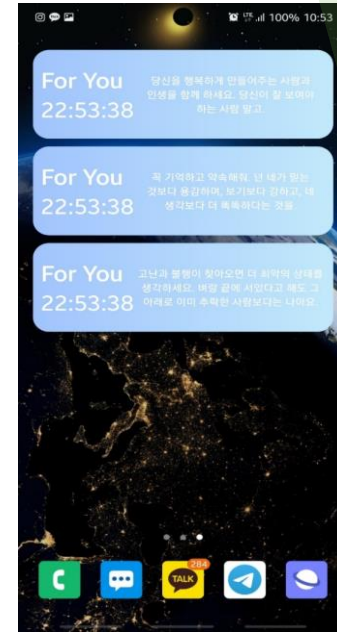 LTE 100% 10:53
For You
22:53:38
당신을 행복하게 만들어주는 사람과
인생을 함께 하세요. 당신이 잘 보여야
하는 사람 말고.
For You
22:53:38
꼭 기억하고 약속해줘. 넌 네가 믿는
것보다 용감하며, 보기보다 강하고, 네
생각보다 더 똑똑하다는 것을.
For You
22:53:38
고난과 불행이 찾아오면 더 최악의 상태를
생각하세요. 벼랑 끝에 서있다고 해도 그
아래로 이미 추락한 사람보다는 나아요.
284
TALK